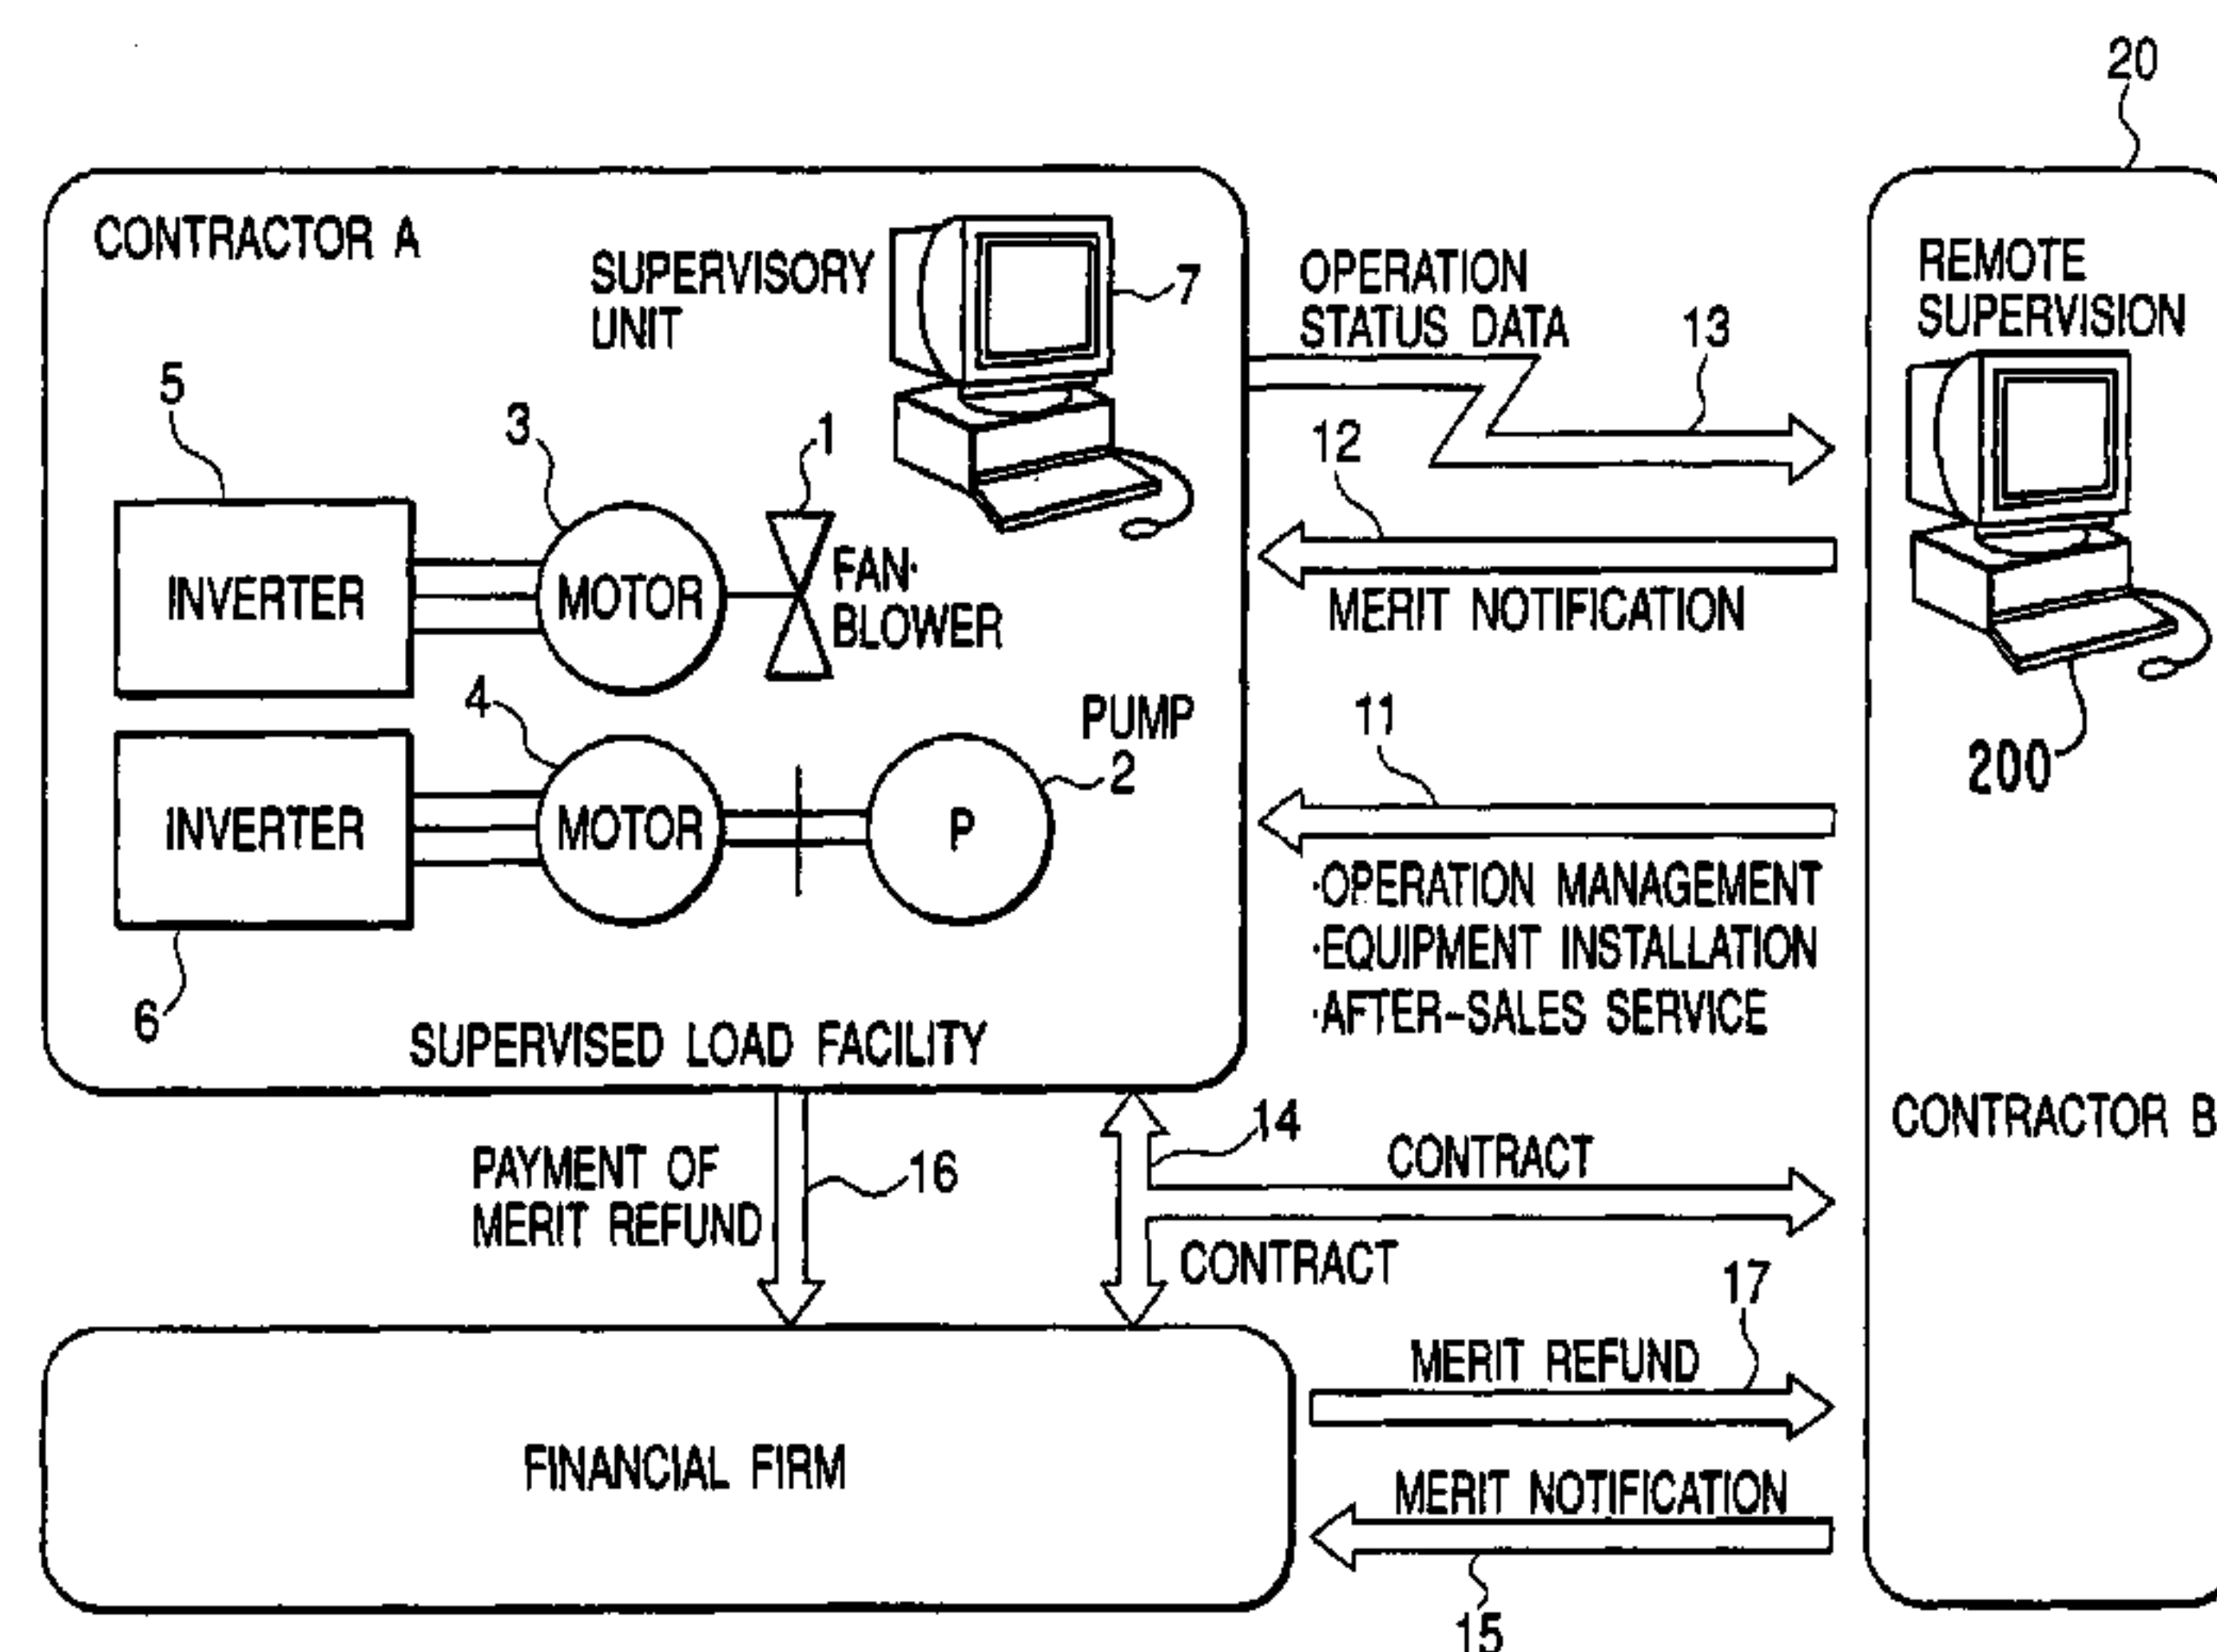 20
CONTRACTOR A
SUPERVISORY
UNIT
7
OPERATION
STATUS DATA
13
REMOTE
SUPERVISION
5
3
1
12
INVERTER
MOTOR
FAN·
BLOWER
MERIT NOTIFICATION
4
PUMP
2
11
200
INVERTER
MOTOR
P
·OPERATION MANAGEMENT
·EQUIPMENT INSTALLATION
·AFTER-SALES SERVICE
6
SUPERVISED LOAD FACILITY
CONTRACTOR B
PAYMENT OF
MERIT REFUND
16
14
CONTRACT
CONTRACT
17
MERIT REFUND
FINANCIAL FIRM
MERIT NOTIFICATION
15